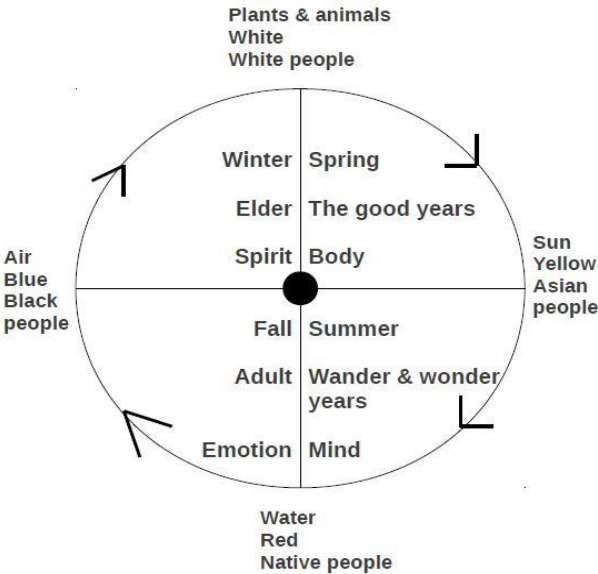 Plants & animals
White
White people
Winter
Spring
Elder
The good years
Spirit
Body
Air
Blue
Black
people
Sun
Yellow
Asian
people
Fall
Summer
Adult
Wander & wonder
years
Emotion
Mind
Water
Red
Native people